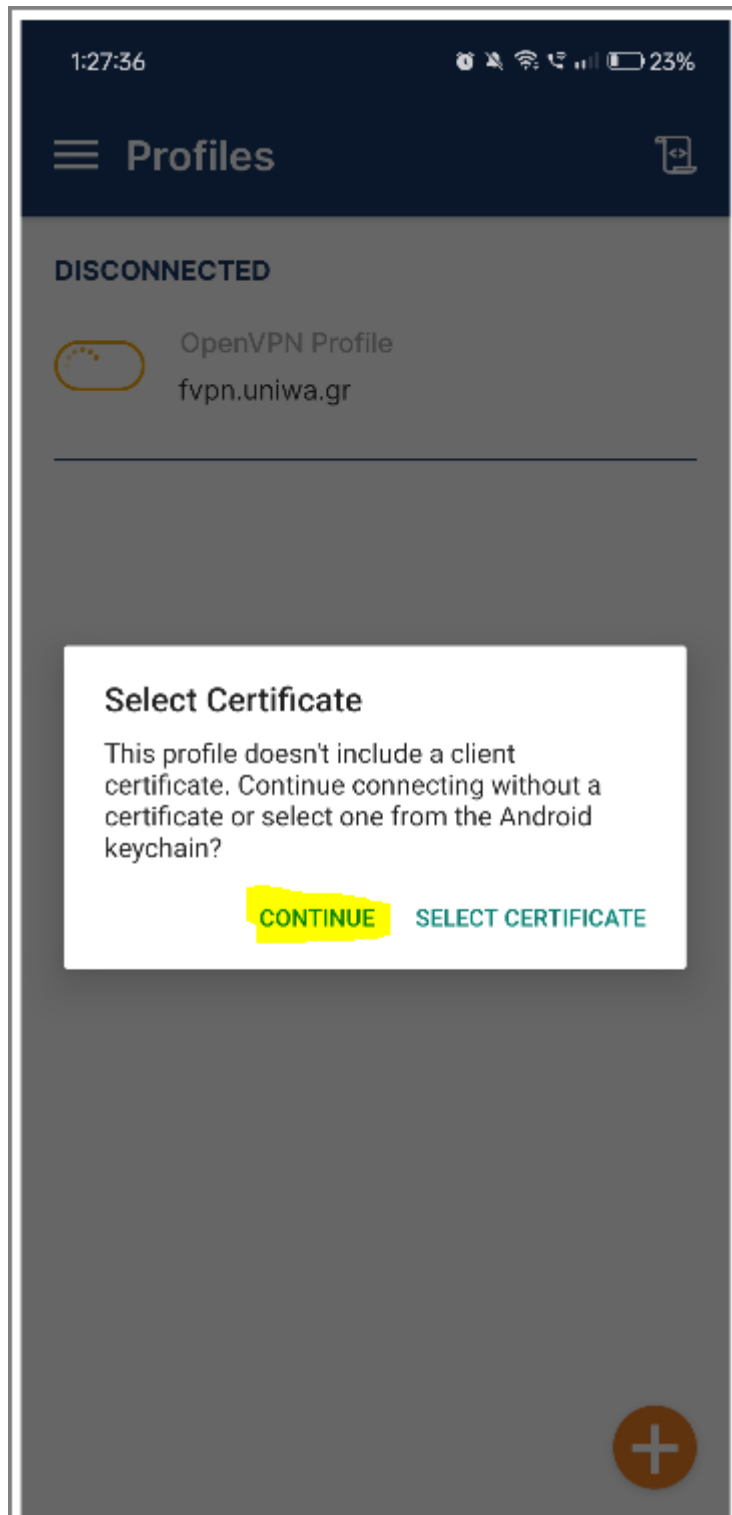 1:27:36 23%
Profiles
DISCONNECTED
OpenVPN Profile
fvpn.uniwa.gr
Select Certificate
This profile doesn't include a client
certificate. Continue connecting without a
certificate or select one from the Android
keychain?
CONTINUE SELECT CERTIFICATE